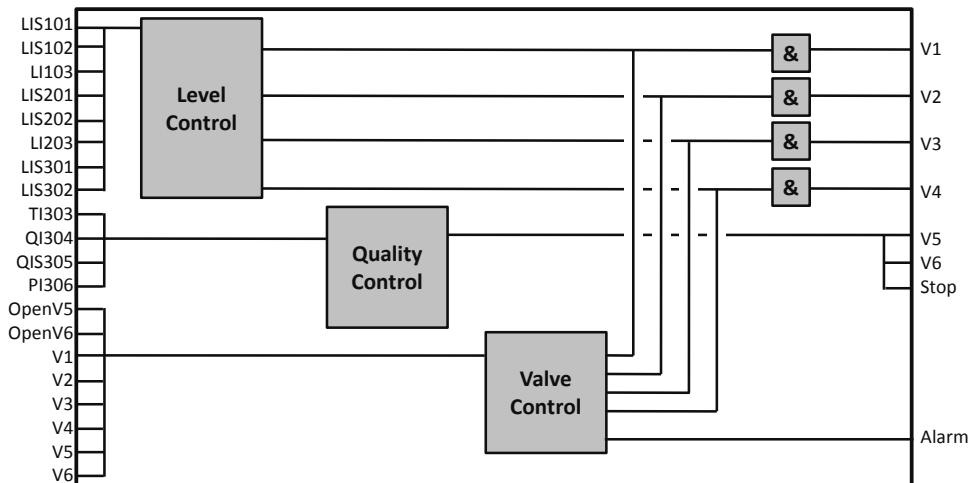 LIS101
LIS102
LI103
LIS201
LIS202
LI203
LIS301
LIS302
TI303
QI304
QIS305
PI306
OpenV5
OpenV6
V1
V2
V3
V4
V5
V6
Level
Control
Quality
Control
Valve
Control
&
&
&
&
V1
V2
V3
V4
V5
V6
Stop
Alarm